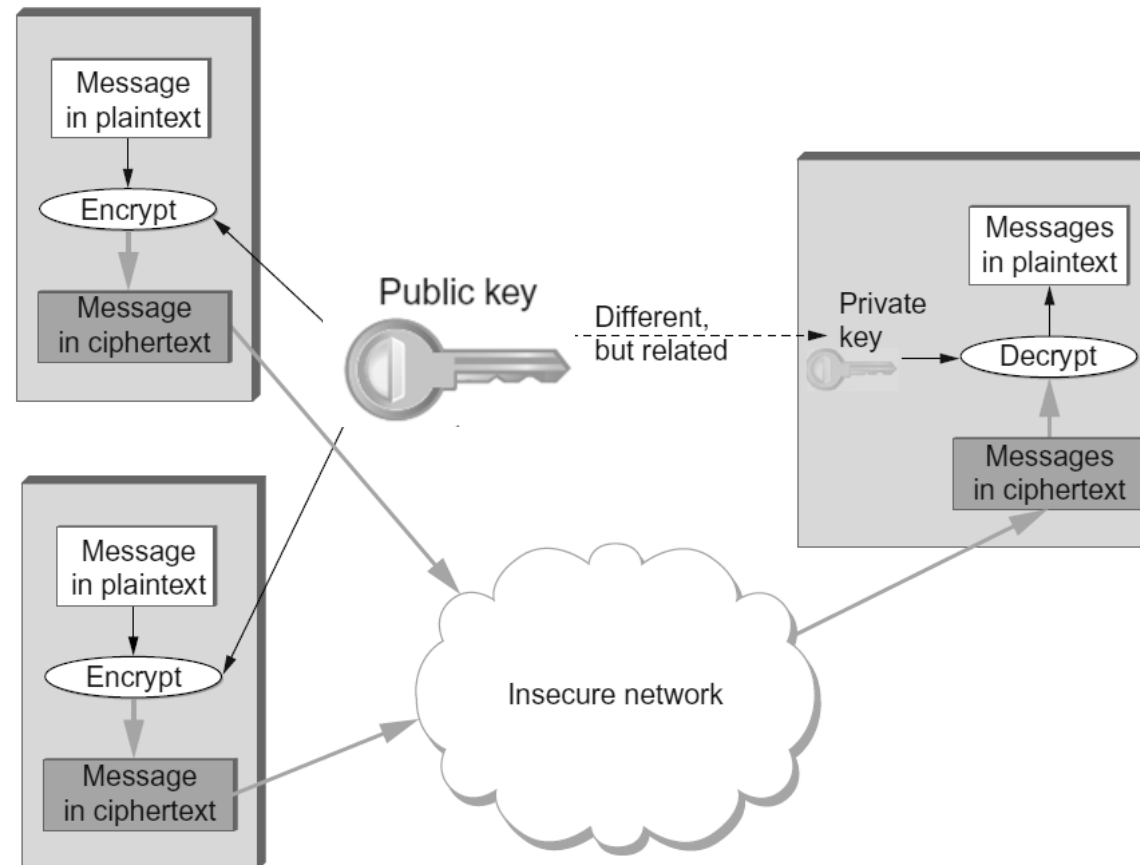 Message
in plaintext
Encrypt
Message
in ciphertext
Public key
Different,
but related
Private
key
Messages
in plaintext
Decrypt
Messages
in ciphertext
Message
in plaintext
Encrypt
Message
in ciphertext
Insecure network